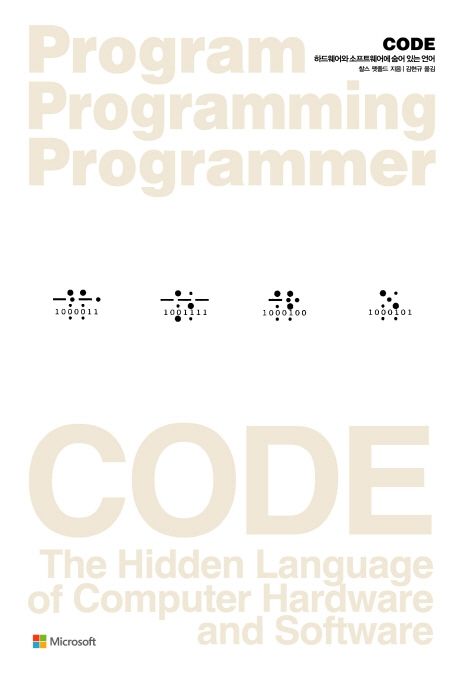 Program
Programming
Programmer
CODE
하드웨어와 소프트웨어에 숨어 있는 언어
찰스 펫졸드 지음 | 김현규 옮김
1000011
1001111
1000100
1000101
CODE
The Hidden Language
of Computer Hardware
and Software
Microsoft